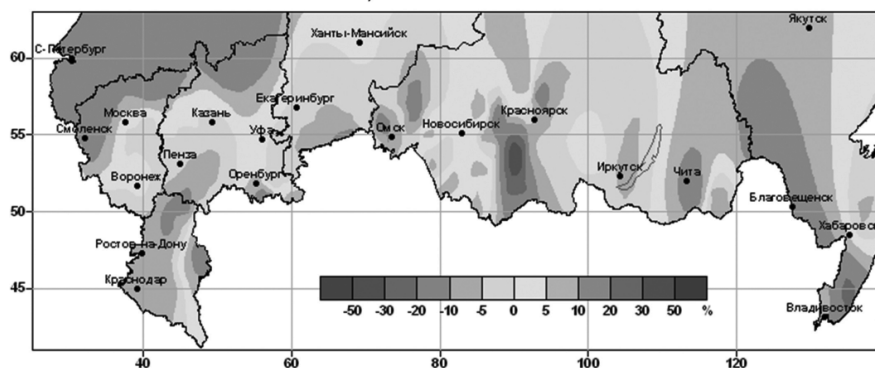 Якутск
Ханты-Мансийск
60
С-Петербург
Екатеринбург
Москва
Казань
Красноярск
55
Смоленск
Уфа
Омск
Новосибирск
Пенза
Иркутск
Чита
Воронеж
Оренбург
50
Благовещенск
Хабаровск
Ростов-на-Дону
45
Краснодар
-50 -30 -20 -10 -5 0 5 10 20 30 50 %
Владивосток
40 60 80 100 120